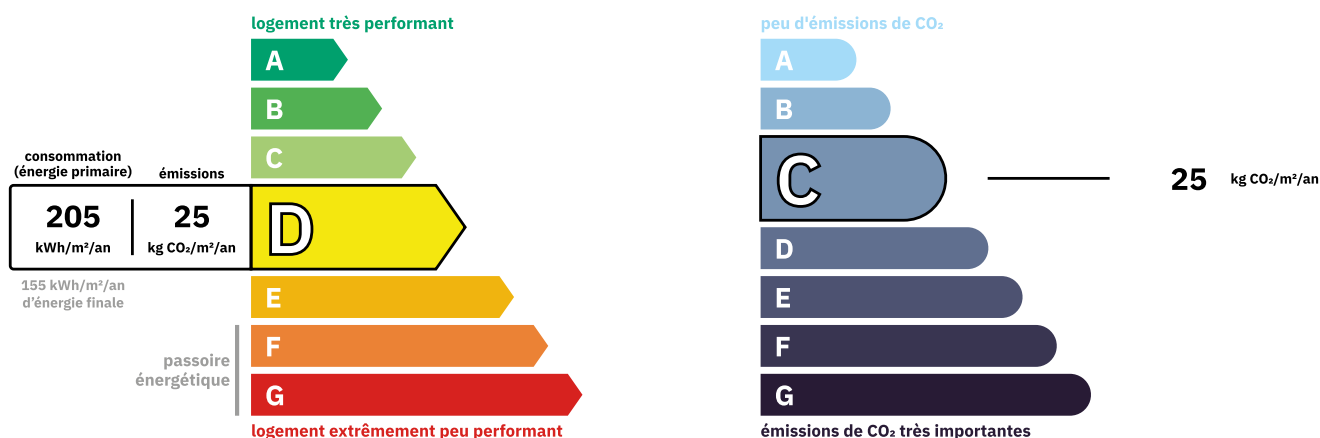 logement très performant
A
B
C
consommation
(énergie primaire)
émissions
205
kWh/m²/an
25
kg CO₂/m²/an
D
155 kWh/m²/an
d'énergie finale
E
passoire
énergétique
F
G
logement extrêmement peu performant
peu d'émissions de CO₂
A
B
C
25 kg CO₂/m²/an
D
E
F
G
émissions de CO₂ très importantes